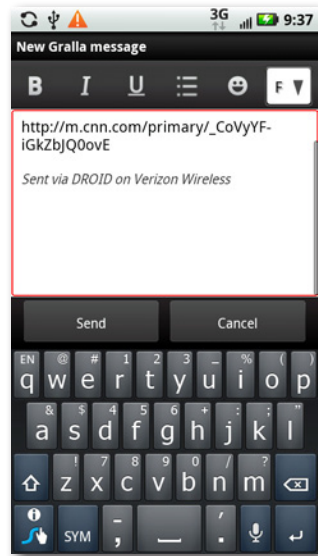 3G 9:37
New Gralla message
B I U F
http://m.cnn.com/primary/_CoVyYF-
iGkZbJQ0ovE
Sent via DROID on Verizon Wireless
Send Cancel
EN @ # 1 2 3 _ % ( )
q w e r t y u i o p
& $ 4 5 6 + : ; "
a s d f g h j k l
! 7 8 9 0 / ?
z x c v b n m
SYM - ; '
, .